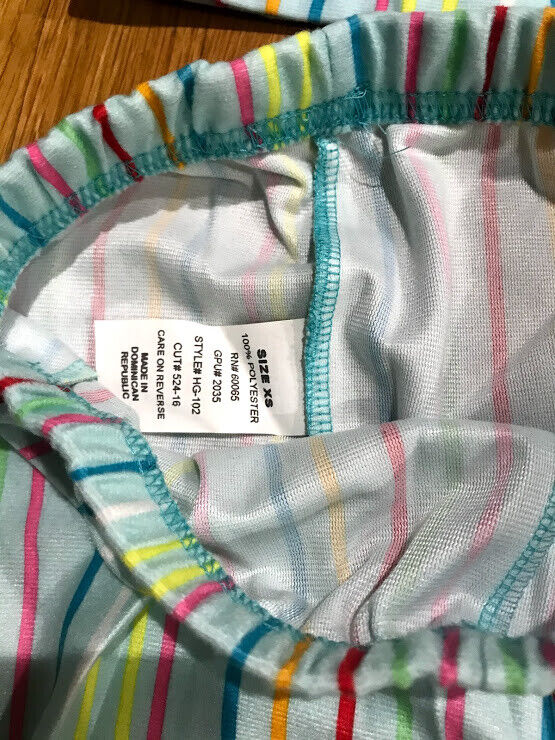 SIZE XS
100% POLYESTER
RN# 60065
GPU# 2035
STYLE# HG-102
CUT# 524-16
CARE ON REVERSE
MADE IN
DOMINICAN
REPUBLIC